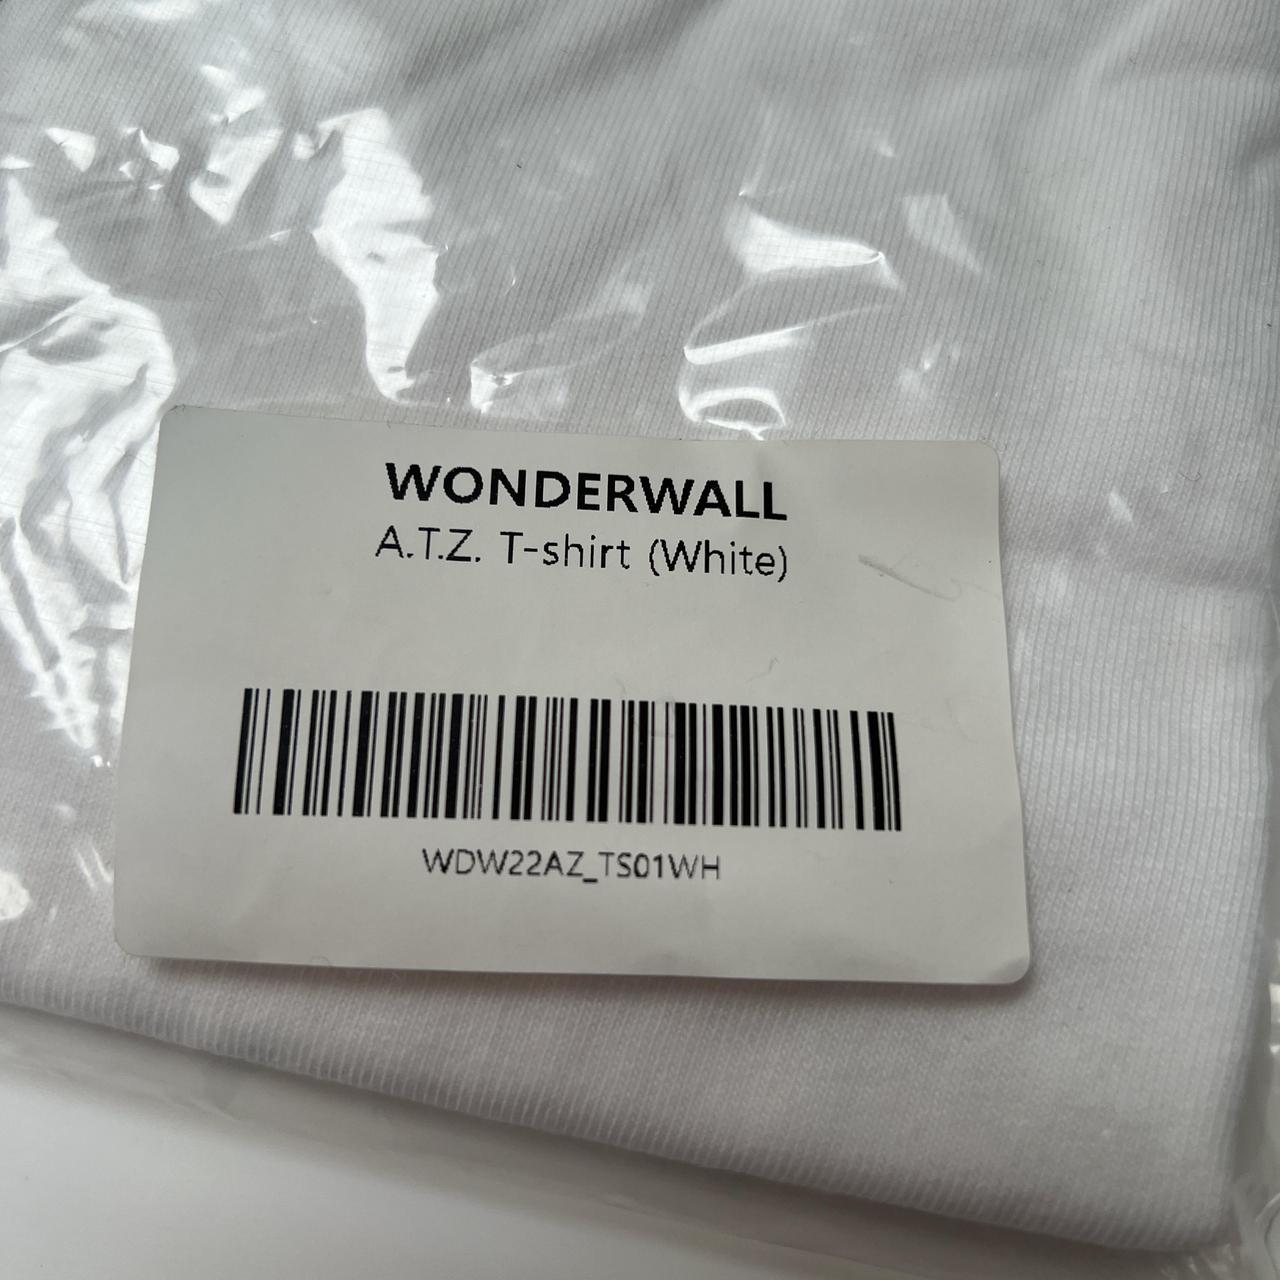 WONDERWALL
A.T.Z. T-shirt (White)
WDW22AZ_TS01WH